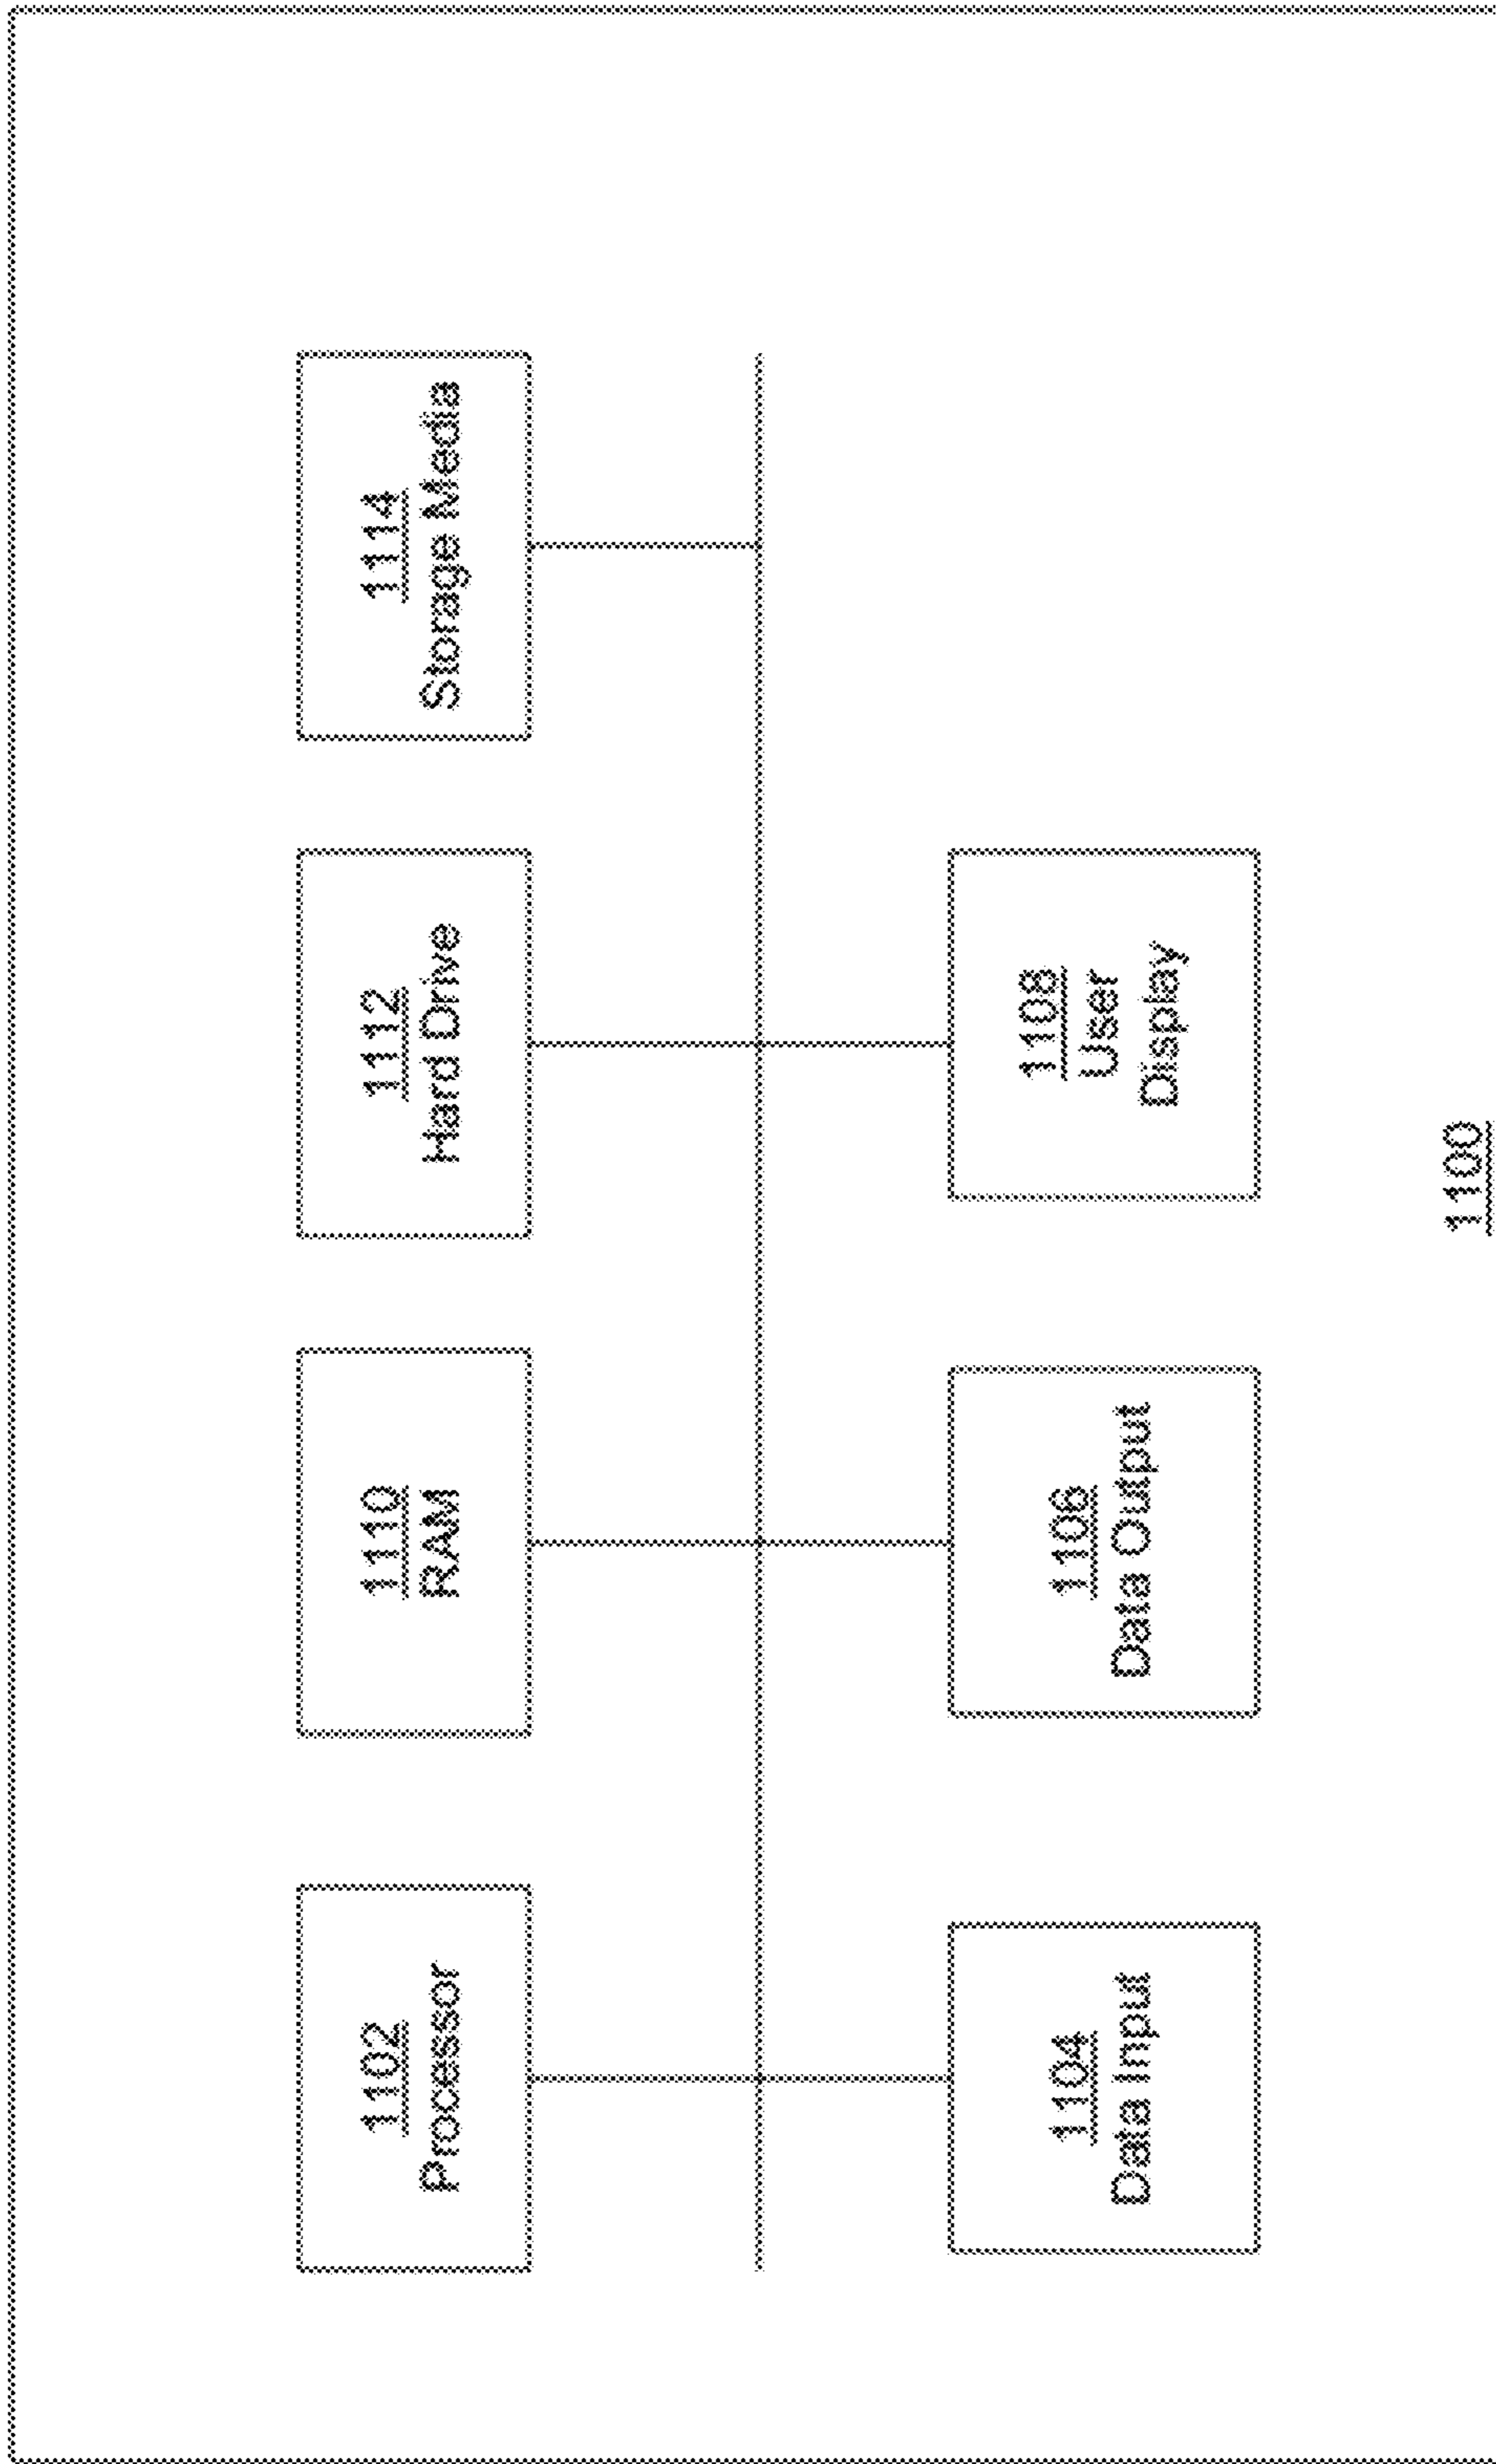 1102
Processor
1110
RAM
1112
Hard Drive
1114
Storage Media
1104
Data Input
1106
Data Output
1108
User
Display
1100